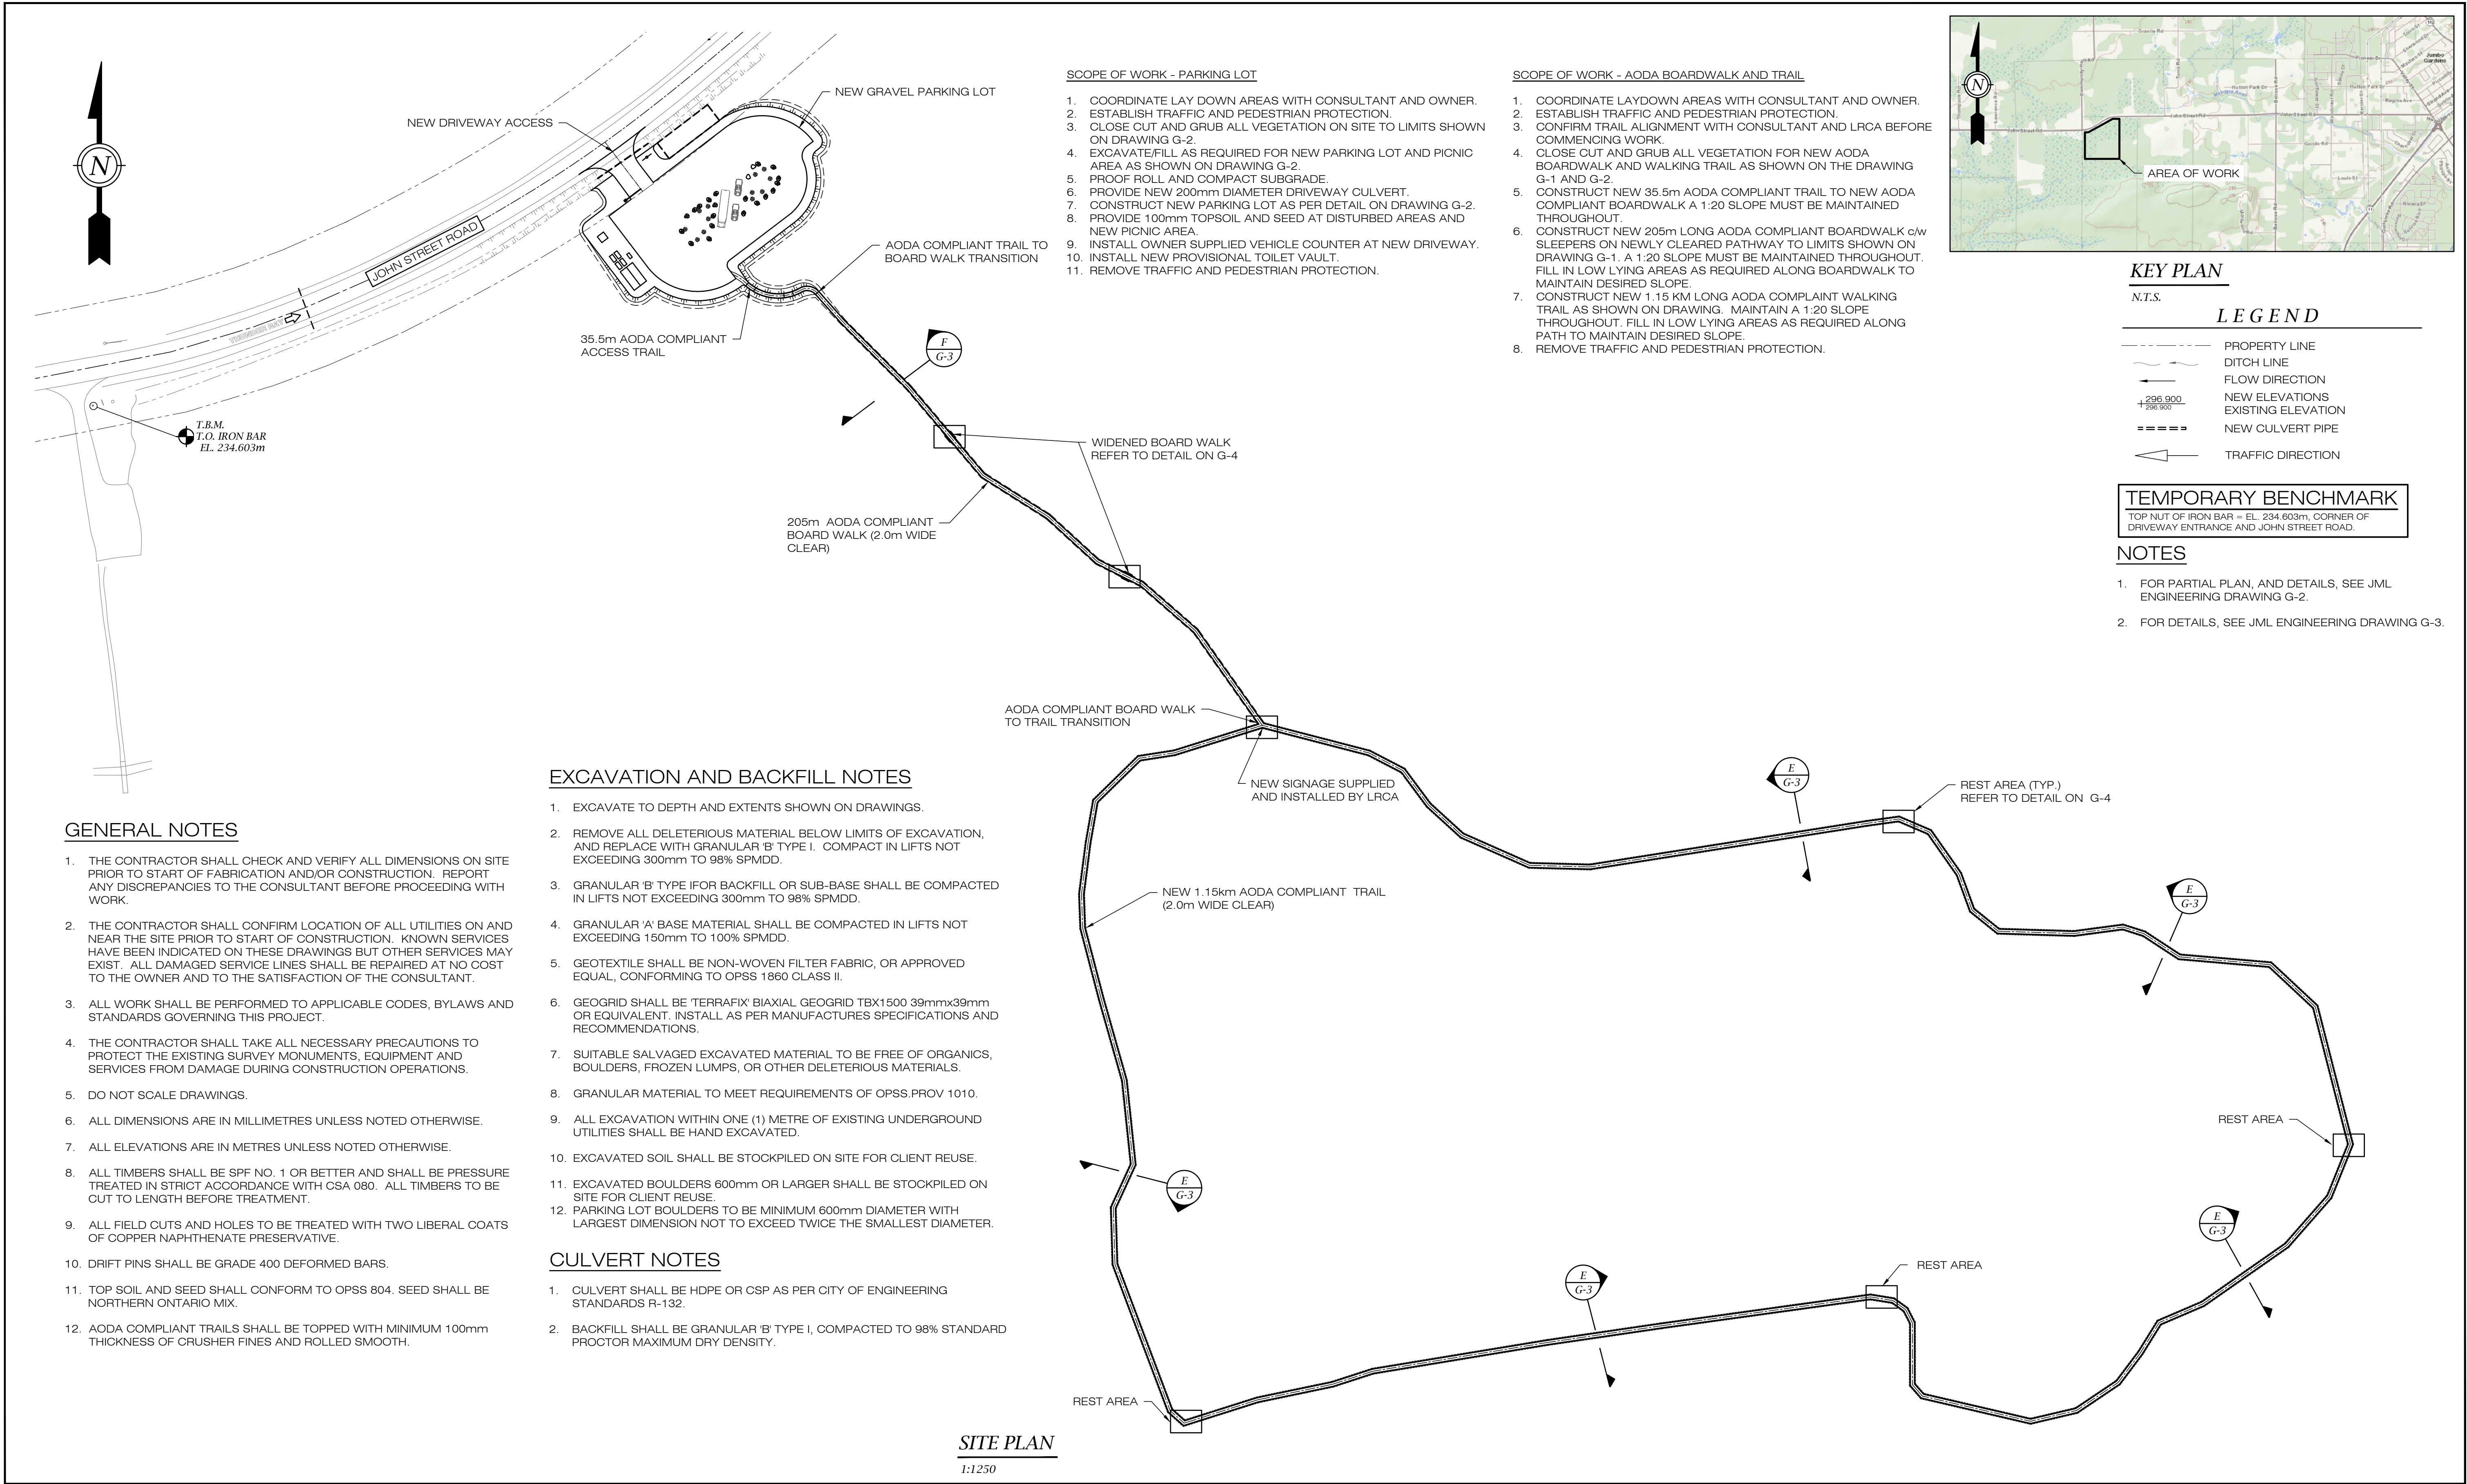 N
NEW GRAVEL PARKING LOT
NEW DRIVEWAY ACCESS
JOHN STREET ROAD
THUNDER BAY
AODA COMPLIANT TRAIL TO
BOARD WALK TRANSITION
35.5m AODA COMPLIANT
ACCESS TRAIL
F
G-3
T.B.M.
T.O. IRON BAR
EL. 234.603m
WIDENED BOARD WALK
REFER TO DETAIL ON G-4
205m AODA COMPLIANT
BOARD WALK (2.0m WIDE
CLEAR)
SCOPE OF WORK - PARKING LOT
1. COORDINATE LAY DOWN AREAS WITH CONSULTANT AND OWNER.
2. ESTABLISH TRAFFIC AND PEDESTRIAN PROTECTION.
3. CLOSE CUT AND GRUB ALL VEGETATION ON SITE TO LIMITS SHOWN
ON DRAWING G-2.
4. EXCAVATE/FILL AS REQUIRED FOR NEW PARKING LOT AND PICNIC
AREA AS SHOWN ON DRAWING G-2.
5. PROOF ROLL AND COMPACT SUBGRADE.
6. PROVIDE NEW 200mm DIAMETER DRIVEWAY CULVERT.
7. CONSTRUCT NEW PARKING LOT AS PER DETAIL ON DRAWING G-2.
8. PROVIDE 100mm TOPSOIL AND SEED AT DISTURBED AREAS AND
NEW PICNIC AREA.
9. INSTALL OWNER SUPPLIED VEHICLE COUNTER AT NEW DRIVEWAY.
10. INSTALL NEW PROVISIONAL TOILET VAULT.
11. REMOVE TRAFFIC AND PEDESTRIAN PROTECTION.
SCOPE OF WORK - AODA BOARDWALK AND TRAIL
1. COORDINATE LAYDOWN AREAS WITH CONSULTANT AND OWNER.
2. ESTABLISH TRAFFIC AND PEDESTRIAN PROTECTION.
3. CONFIRM TRAIL ALIGNMENT WITH CONSULTANT AND LRCA BEFORE
COMMENCING WORK.
4. CLOSE CUT AND GRUB ALL VEGETATION FOR NEW AODA
BOARDWALK AND WALKING TRAIL AS SHOWN ON THE DRAWING
G-1 AND G-2.
5. CONSTRUCT NEW 35.5m AODA COMPLIANT TRAIL TO NEW AODA
COMPLIANT BOARDWALK A 1:20 SLOPE MUST BE MAINTAINED
THROUGHOUT.
6. CONSTRUCT NEW 205m LONG AODA COMPLIANT BOARDWALK c/w
SLEEPERS ON NEWLY CLEARED PATHWAY TO LIMITS SHOWN ON
DRAWING G-1. A 1:20 SLOPE MUST BE MAINTAINED THROUGHOUT.
FILL IN LOW LYING AREAS AS REQUIRED ALONG BOARDWALK TO
MAINTAIN DESIRED SLOPE.
7. CONSTRUCT NEW 1.15 KM LONG AODA COMPLAINT WALKING
TRAIL AS SHOWN ON DRAWING. MAINTAIN A 1:20 SLOPE
THROUGHOUT. FILL IN LOW LYING AREAS AS REQUIRED ALONG
PATH TO MAINTAIN DESIRED SLOPE.
8. REMOVE TRAFFIC AND PEDESTRIAN PROTECTION.
N
Jumbo
Gardens
John Street Rd
AREA OF WORK
KEY PLAN
N.T.S.
LEGEND
PROPERTY LINE
DITCH LINE
FLOW DIRECTION
296.900
296.900
NEW ELEVATIONS
EXISTING ELEVATION
NEW CULVERT PIPE
TRAFFIC DIRECTION
TEMPORARY BENCHMARK
TOP NUT OF IRON BAR = EL. 234.603m, CORNER OF
DRIVEWAY ENTRANCE AND JOHN STREET ROAD.
NOTES
1. FOR PARTIAL PLAN, AND DETAILS, SEE JML
ENGINEERING DRAWING G-2.
2. FOR DETAILS, SEE JML ENGINEERING DRAWING G-3.
AODA COMPLIANT BOARD WALK
TO TRAIL TRANSITION
NEW SIGNAGE SUPPLIED
AND INSTALLED BY LRCA
NEW 1.15km AODA COMPLIANT TRAIL
(2.0m WIDE CLEAR)
E
G-3
REST AREA (TYP.)
REFER TO DETAIL ON G-4
E
G-3
REST AREA
E
G-3
E
G-3
REST AREA
E
G-3
REST AREA
GENERAL NOTES
1. THE CONTRACTOR SHALL CHECK AND VERIFY ALL DIMENSIONS ON SITE
PRIOR TO START OF FABRICATION AND/OR CONSTRUCTION. REPORT
ANY DISCREPANCIES TO THE CONSULTANT BEFORE PROCEEDING WITH
WORK.
2. THE CONTRACTOR SHALL CONFIRM LOCATION OF ALL UTILITIES ON AND
NEAR THE SITE PRIOR TO START OF CONSTRUCTION. KNOWN SERVICES
HAVE BEEN INDICATED ON THESE DRAWINGS BUT OTHER SERVICES MAY
EXIST. ALL DAMAGED SERVICE LINES SHALL BE REPAIRED AT NO COST
TO THE OWNER AND TO THE SATISFACTION OF THE CONSULTANT.
3. ALL WORK SHALL BE PERFORMED TO APPLICABLE CODES, BYLAWS AND
STANDARDS GOVERNING THIS PROJECT.
4. THE CONTRACTOR SHALL TAKE ALL NECESSARY PRECAUTIONS TO
PROTECT THE EXISTING SURVEY MONUMENTS, EQUIPMENT AND
SERVICES FROM DAMAGE DURING CONSTRUCTION OPERATIONS.
5. DO NOT SCALE DRAWINGS.
6. ALL DIMENSIONS ARE IN MILLIMETRES UNLESS NOTED OTHERWISE.
7. ALL ELEVATIONS ARE IN METRES UNLESS NOTED OTHERWISE.
8. ALL TIMBERS SHALL BE SPF NO. 1 OR BETTER AND SHALL BE PRESSURE
TREATED IN STRICT ACCORDANCE WITH CSA 080. ALL TIMBERS TO BE
CUT TO LENGTH BEFORE TREATMENT.
9. ALL FIELD CUTS AND HOLES TO BE TREATED WITH TWO LIBERAL COATS
OF COPPER NAPHTHENATE PRESERVATIVE.
10. DRIFT PINS SHALL BE GRADE 400 DEFORMED BARS.
11. TOP SOIL AND SEED SHALL CONFORM TO OPSS 804. SEED SHALL BE
NORTHERN ONTARIO MIX.
12. AODA COMPLIANT TRAILS SHALL BE TOPPED WITH MINIMUM 100mm
THICKNESS OF CRUSHER FINES AND ROLLED SMOOTH.
EXCAVATION AND BACKFILL NOTES
1. EXCAVATE TO DEPTH AND EXTENTS SHOWN ON DRAWINGS.
2. REMOVE ALL DELETERIOUS MATERIAL BELOW LIMITS OF EXCAVATION,
AND REPLACE WITH GRANULAR 'B' TYPE I. COMPACT IN LIFTS NOT
EXCEEDING 300mm TO 98% SPMDD.
3. GRANULAR 'B' TYPE IFOR BACKFILL OR SUB-BASE SHALL BE COMPACTED
IN LIFTS NOT EXCEEDING 300mm TO 98% SPMDD.
4. GRANULAR 'A' BASE MATERIAL SHALL BE COMPACTED IN LIFTS NOT
EXCEEDING 150mm TO 100% SPMDD.
5. GEOTEXTILE SHALL BE NON-WOVEN FILTER FABRIC, OR APPROVED
EQUAL, CONFORMING TO OPSS 1860 CLASS II.
6. GEOGRID SHALL BE 'TERRAFIX' BIAXIAL GEOGRID TBX1500 39mmx39mm
OR EQUIVALENT. INSTALL AS PER MANUFACTURES SPECIFICATIONS AND
RECOMMENDATIONS.
7. SUITABLE SALVAGED EXCAVATED MATERIAL TO BE FREE OF ORGANICS,
BOULDERS, FROZEN LUMPS, OR OTHER DELETERIOUS MATERIALS.
8. GRANULAR MATERIAL TO MEET REQUIREMENTS OF OPSS.PROV 1010.
9. ALL EXCAVATION WITHIN ONE (1) METRE OF EXISTING UNDERGROUND
UTILITIES SHALL BE HAND EXCAVATED.
10. EXCAVATED SOIL SHALL BE STOCKPILED ON SITE FOR CLIENT REUSE.
11. EXCAVATED BOULDERS 600mm OR LARGER SHALL BE STOCKPILED ON
SITE FOR CLIENT REUSE.
12. PARKING LOT BOULDERS TO BE MINIMUM 600mm DIAMETER WITH
LARGEST DIMENSION NOT TO EXCEED TWICE THE SMALLEST DIAMETER.
CULVERT NOTES
1. CULVERT SHALL BE HDPE OR CSP AS PER CITY OF ENGINEERING
STANDARDS R-132.
2. BACKFILL SHALL BE GRANULAR 'B' TYPE I, COMPACTED TO 98% STANDARD
PROCTOR MAXIMUM DRY DENSITY.
SITE PLAN
1:1250